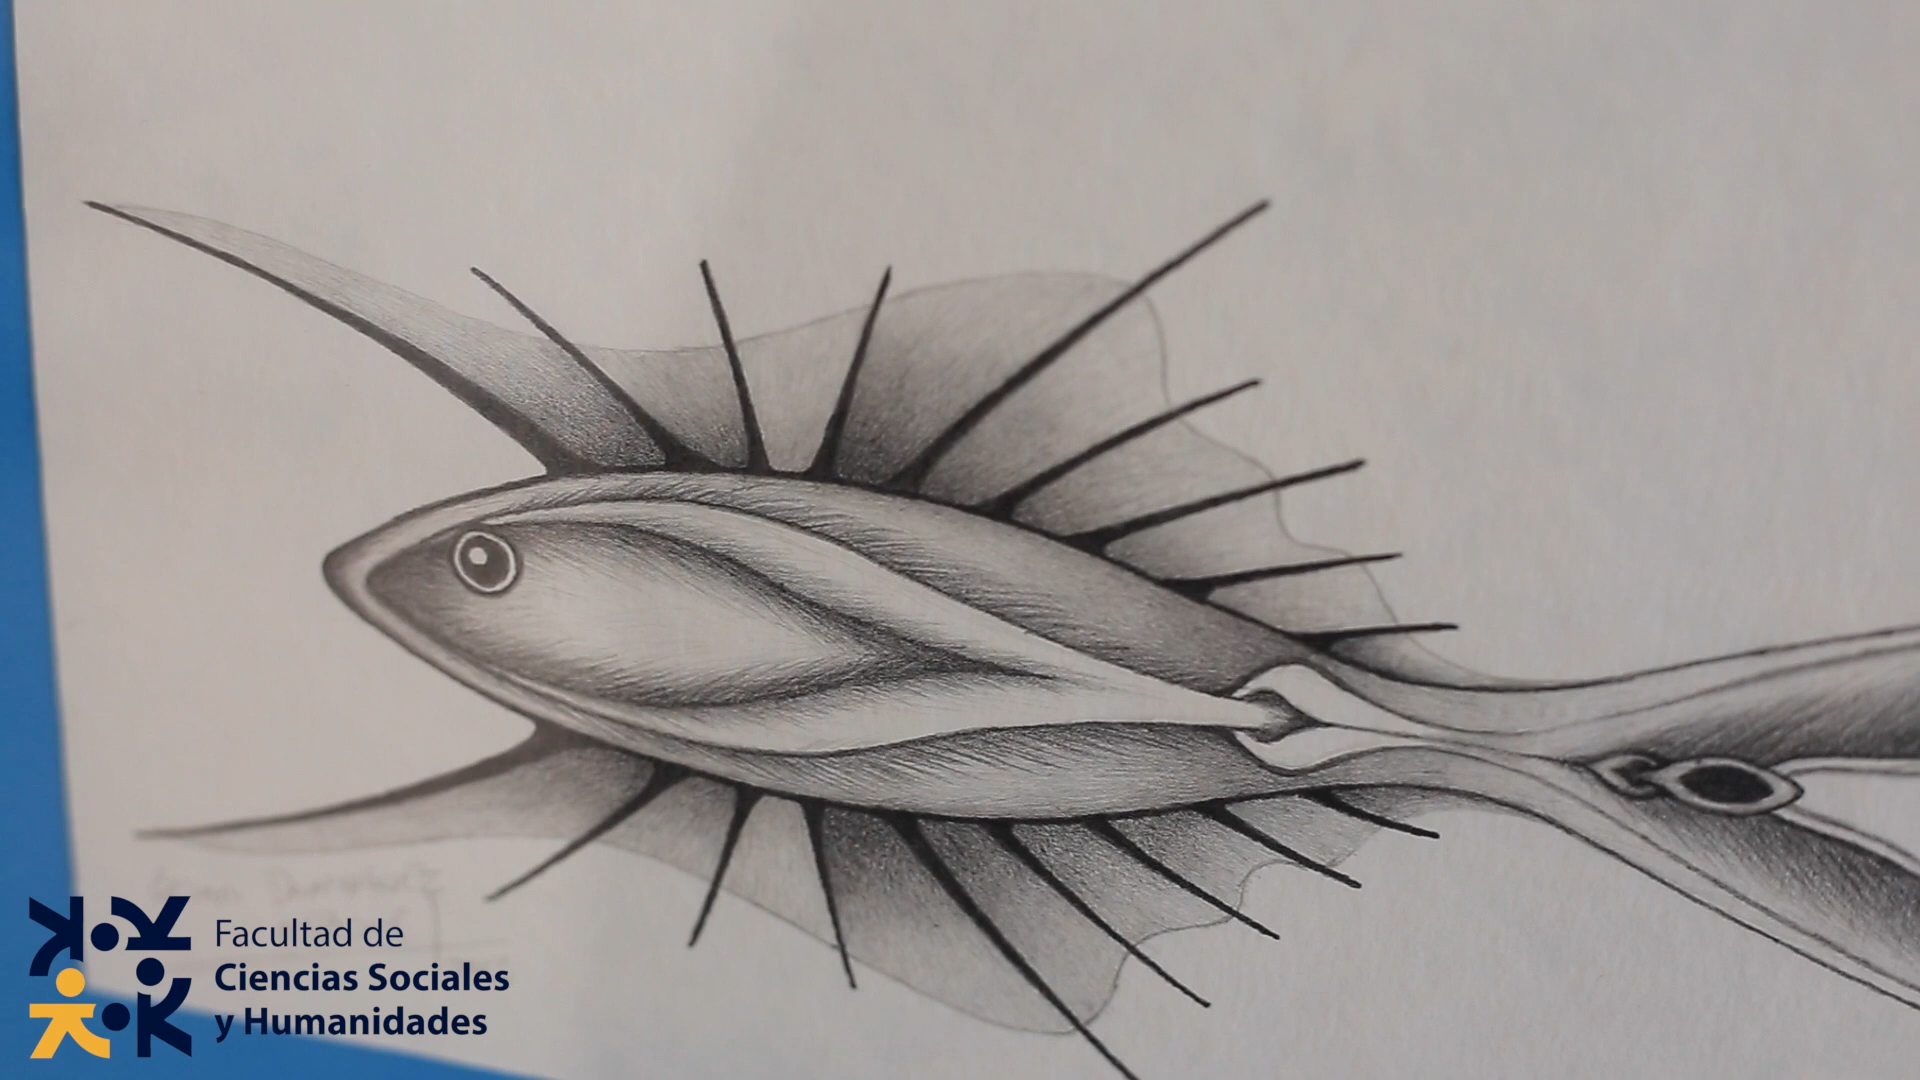 Facultad de
Ciencias Sociales
y Humanidades